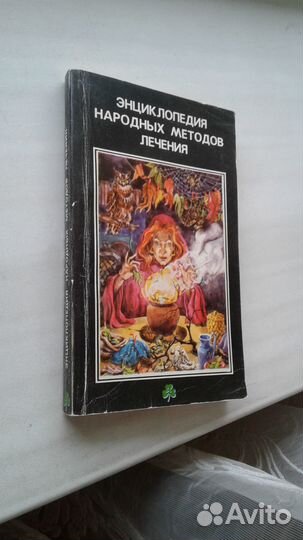 ЭНЦИКЛОПЕДИЯ
НАРОДНЫХ МЕТОДОВ
ЛЕЧЕНИЯ
ЭНЦИКЛОПЕДИЯ НАРОДНЫХ МЕТОДОВ ЛЕЧЕНИЯ
Avito